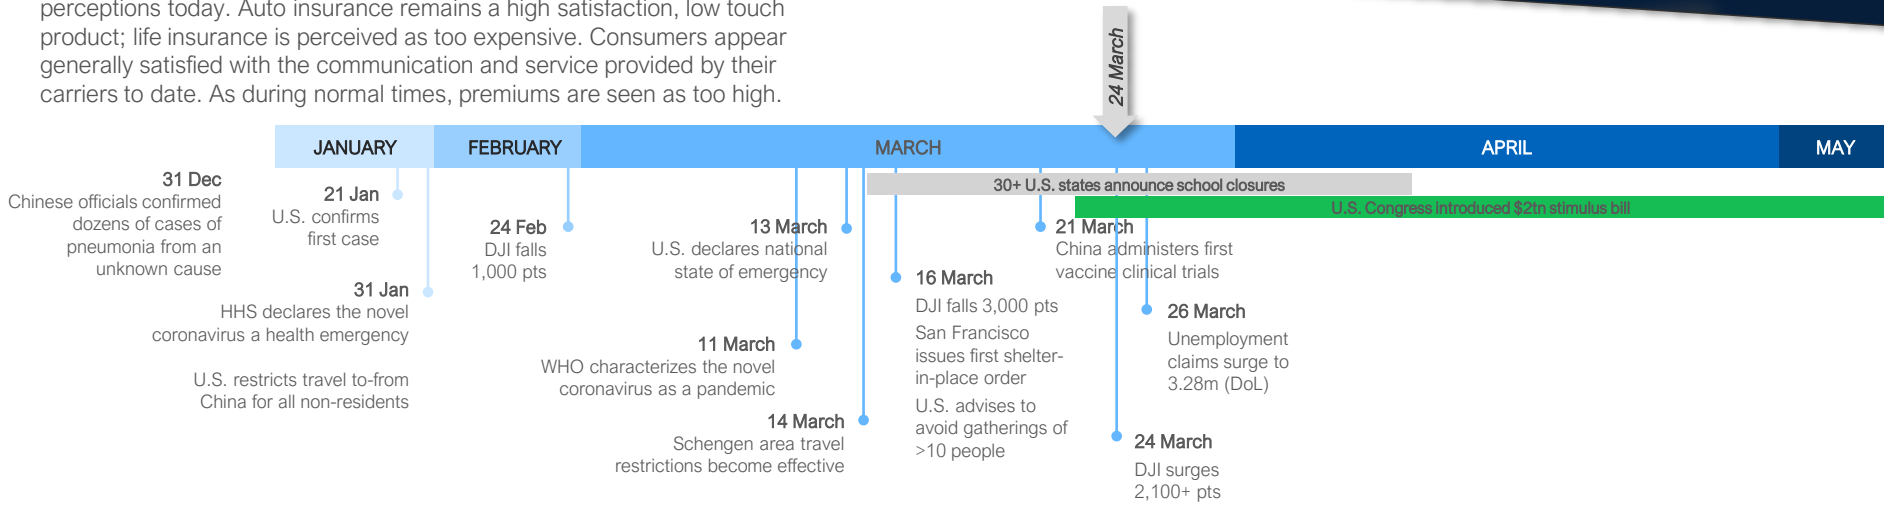 perceptions today. Auto insurance remains a high satisfaction, low touch
product; life insurance is perceived as too expensive. Consumers appear
generally satisfied with the communication and service provided by their
carriers to date. As during normal times, premiums are seen as too high.
24 March
JANUARY
FEBRUARY
MARCH
APRIL
MAY
30+ U.S. states announce school closures
U.S. Congress introduced $2tn stimulus bill
31 Dec
Chinese officials confirmed
dozens of cases of
pneumonia from an
unknown cause
21 Jan
U.S. confirms
first case
31 Jan
HHS declares the novel
coronavirus a health emergency
U.S. restricts travel to-from
China for all non-residents
24 Feb
DJI falls
1,000 pts
11 March
WHO characterizes the novel
coronavirus as a pandemic
13 March
U.S. declares national
state of emergency
14 March
Schengen area travel
restrictions become effective
16 March
DJI falls 3,000 pts
San Francisco
issues first shelter-
in-place order
U.S. advises to
avoid gatherings of
>10 people
21 March
China administers first
vaccine clinical trials
24 March
DJI surges
2,100+ pts
26 March
Unemployment
claims surge to
3.28m (DoL)